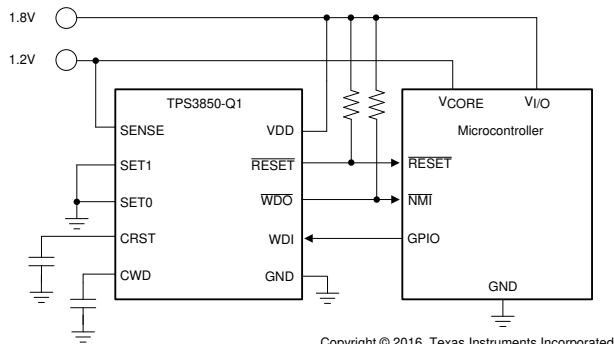 1.8V
1.2V
TPS3850-Q1
SENSE
VDD
SET1
RESET
SET0
WDO
CRST
WDI
CWD
GND
VCORE
VI/O
Microcontroller
RESET
NMI
GPIO
GND
Copyright © 2016, Texas Instruments Incorporated